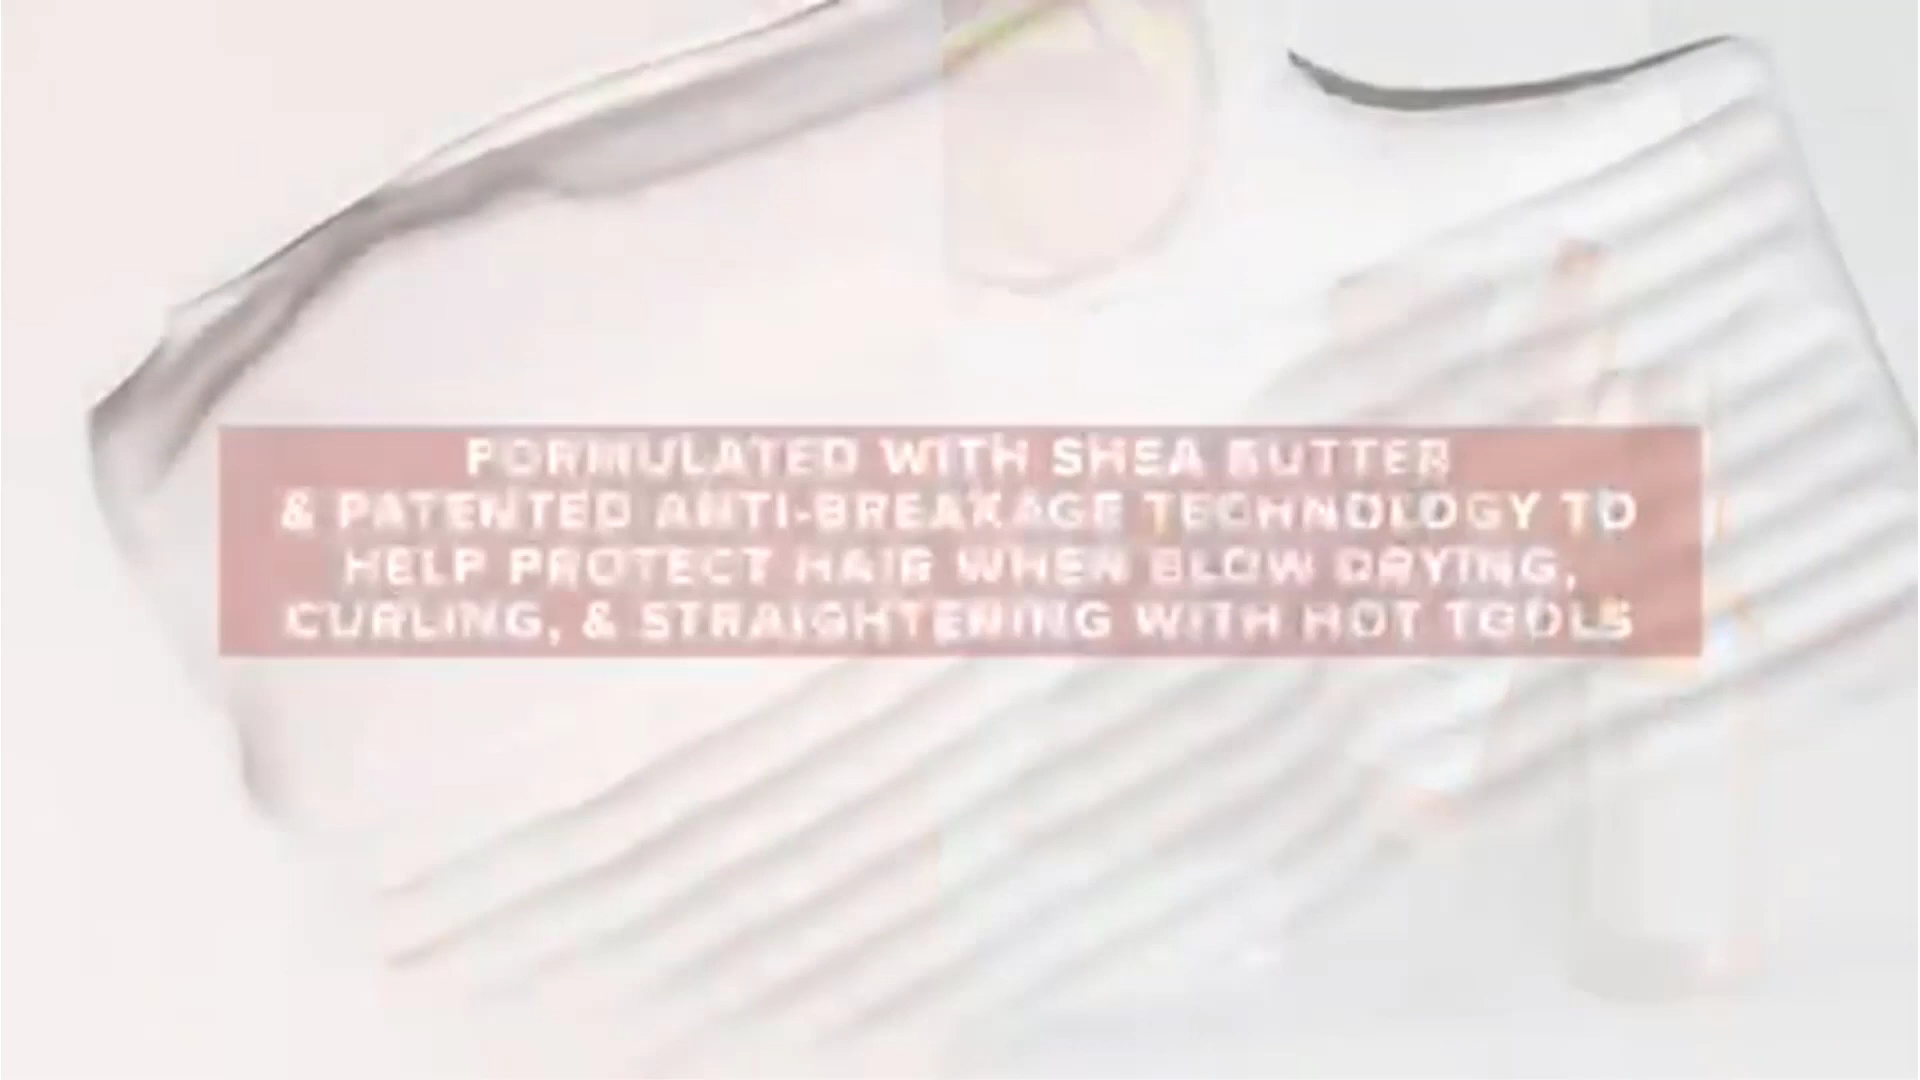 FORMULATED WITH SHEA BUTTER
& PATENTED ANTI-BREAKAGE TECHNOLOGY TO
HELP PROTECT HAIR WHEN BLOW DRYING,
CURLING, & STRAIGHTENING WITH HOT TOOLS